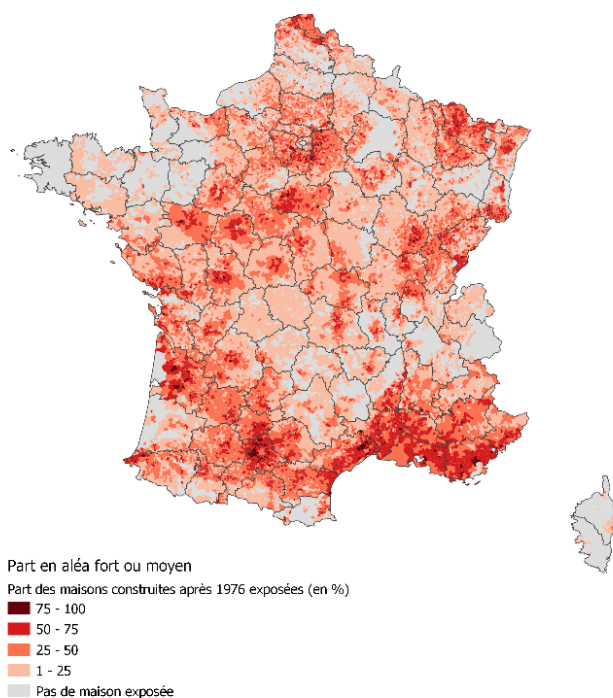 Part en aléa fort ou moyen
Part des maisons construites après 1976 exposées (en %)
75 - 100
50 - 75
25 - 50
1 - 25
Pas de maison exposée